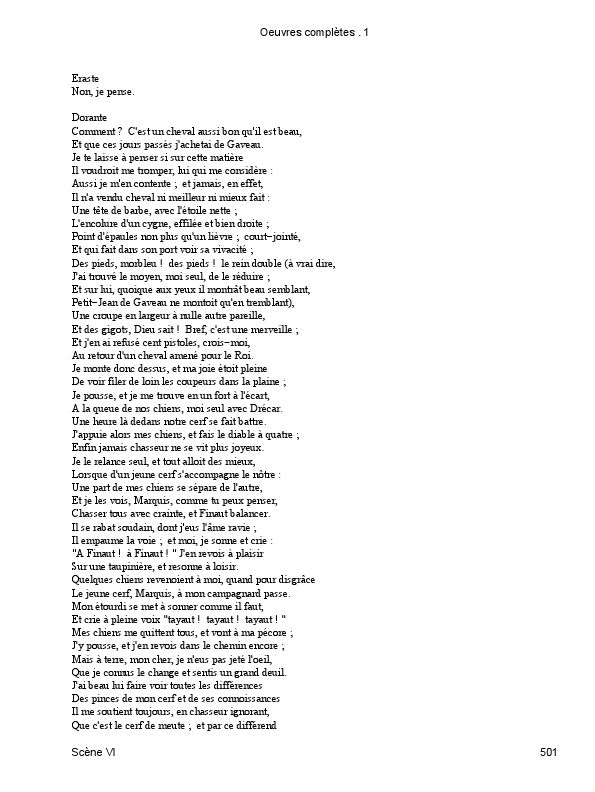 Oeuvres complètes . 1
Eraste
Non, je pense.
Dorante
Comment ?  C'est un cheval aussi bon qu'il est beau,
Et que ces jours passés j'achetai de Gaveau.
Je te laisse à penser si sur cette matière
Il voudroit me tromper, lui qui me considère :
Aussi je m'en contente ;  et jamais, en effet,
Il n'a vendu cheval ni meilleur ni mieux fait :
Une tête de barbe, avec l'étoile nette ;
L'encolure d'un cygne, effilée et bien droite ;
Point d'épaules non plus qu'un lièvre ;  court-jointé,
Et qui fait dans son port voir sa vivacité ;
Des pieds, morbleu !  des pieds !  le rein double (à vrai dire,
J'ai trouvé le moyen, moi seul, de le réduire ;
Et sur lui, quoique aux yeux il montrât beau semblant,
Petit-Jean de Gaveau ne montoit qu'en tremblant),
Une croupe en largeur à nulle autre pareille,
Et des gigots, Dieu sait !  Bref, c'est une merveille ;
Et j'en ai refusé cent pistoles, crois-moi,
Au retour d'un cheval amené pour le Roi.
Je monte donc dessus, et ma joie étoit pleine
De voir filer de loin les coupeurs dans la plaine ;
Je pousse, et je me trouve en un fort à l'écart,
A la queue de nos chiens, moi seul avec Drécar.
Une heure là dedans notre cerf se fait battre.
J'appuie alors mes chiens, et fais le diable à quatre ;
Enfin jamais chasseur ne se vit plus joyeux.
Je le relance seul, et tout alloit des mieux,
Lorsque d'un jeune cerf s'accompagne le nôtre :
Une part de mes chiens se sépare de l'autre,
Et je les vois, Marquis, comme tu peux penser,
Chasser tous avec crainte, et Finaut balancer.
Il se rabat soudain, dont j'eus l'âme ravie ;
Il empaume la voie ;  et moi, je sonne et crie :
"A Finaut !  à Finaut ! " J'en revois à plaisir
Sur une taupinière, et resonne à loisir.
Quelques chiens revenoient à moi, quand pour disgrâce
Le jeune cerf, Marquis, à mon campagnard passe.
Mon étourdi se met à sonner comme il faut,
Et crie à pleine voix "tayaut !  tayaut !  tayaut ! "
Mes chiens me quittent tous, et vont à ma pécore ;
J'y pousse, et j'en revois dans le chemin encore ;
Mais à terre, mon cher, je n'eus pas jeté l'oeil,
Que je connus le change et sentis un grand deuil.
J'ai beau lui faire voir toutes les différences
Des pinces de mon cerf et de ses connoissances
Il me soutient toujours, en chasseur ignorant,
Que c'est le cerf de meute ;  et par ce différend
Scène VI 501